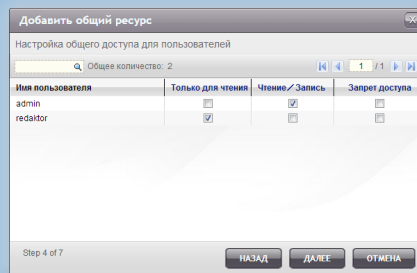 Добавить общий ресурс
Настройка общего доступа для пользователей
Общее количество: 2 1 / 1
Имя пользователя Только для чтения Чтение/Запись Запрет доступа
admin
redaktor
Step 4 of 7 НАЗАД ДАЛЕЕ ОТМЕНА